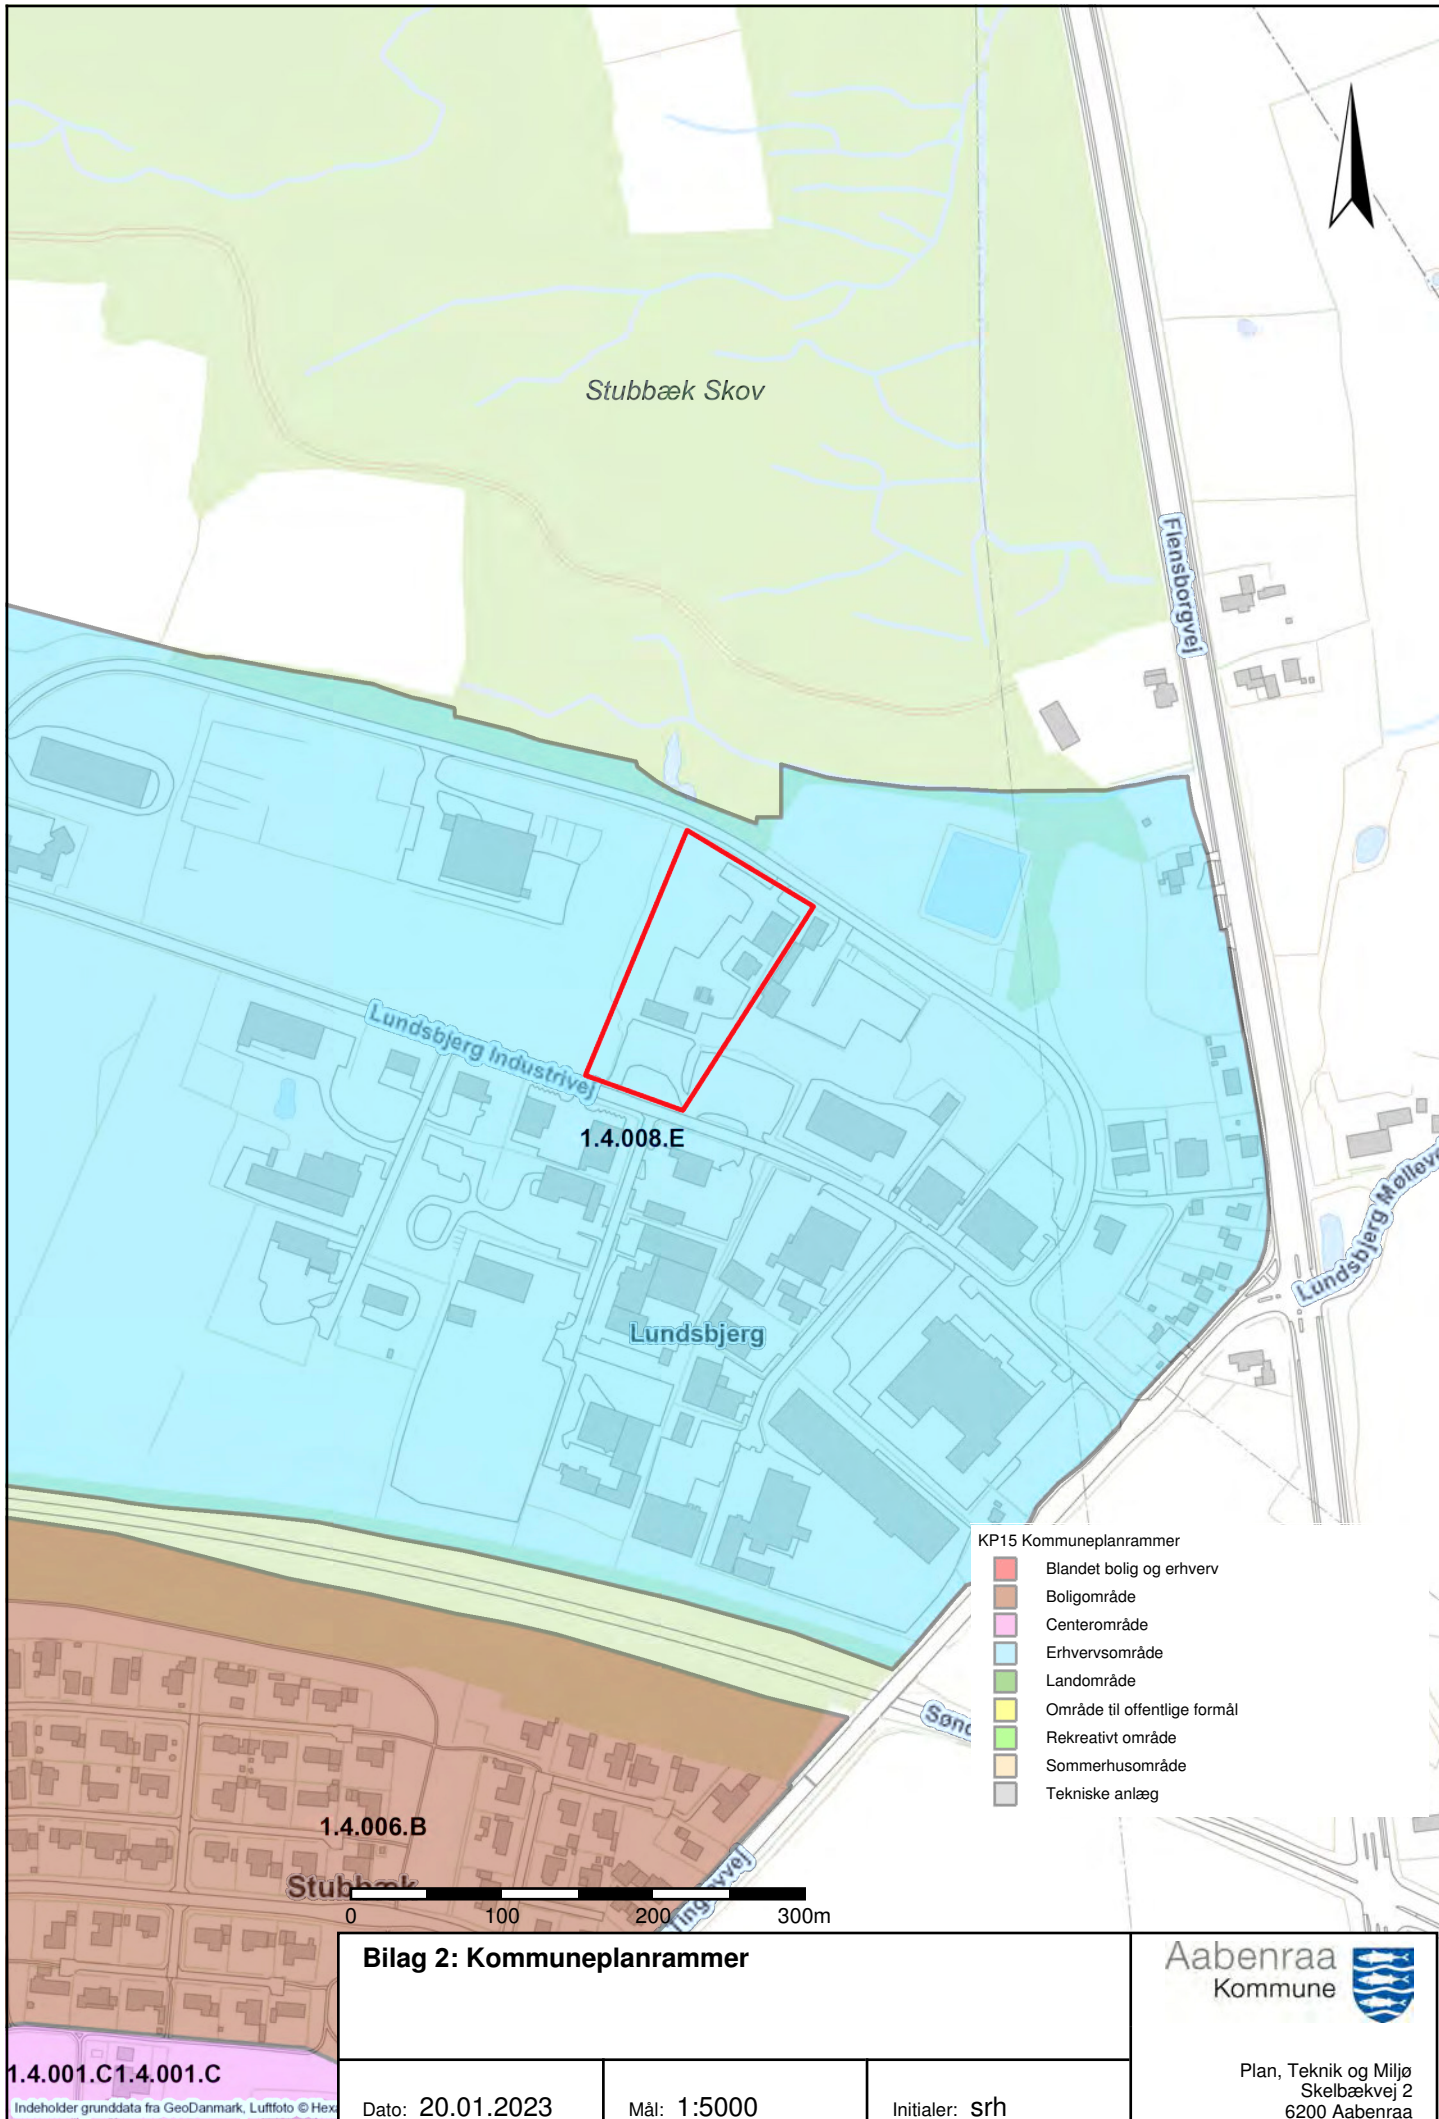 Stubbæk Skov
Flensborgvej
Lundsbjerg Industrivej
1.4.008.E
Lundsbjerg
Lundsbjerg
KP15 Kommuneplanrammer
Blandet bolig og erhverv
Boligområde
Centerområde
Erhvervsområde
Landområde
Område til offentlige formål
Rekreativt område
Sommerhusområde
Tekniske anlæg
1.4.006.B
Stubbæk
0 100 200 300m
Bilag 2: Kommuneplanrammer
Aabenraa
Kommune
1.4.001.C1.4.001.C
Indeholder grunddata fra GeoDanmark, Luftfoto ©
Dato: 20.01.2023
Mål: 1:5000
Initialer: srh
Plan, Teknik og Miljø
Skelbækvej 2
6200 Aabenraa